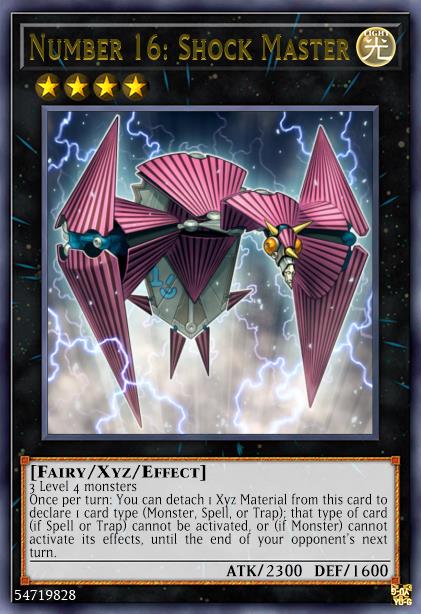 Number 16: Shock Master
LIGHT
光
[Fairy/Xyz/Effect]
3 Level 4 monsters
Once per turn: You can detach 1 Xyz Material from this card to
declare 1 card type (Monster, Spell, or Trap); that type of card
(if Spell or Trap) cannot be activated, or (if Monster) cannot
activate its effects, until the end of your opponent's next
turn.
ATK/2300 DEF/1600
54719828